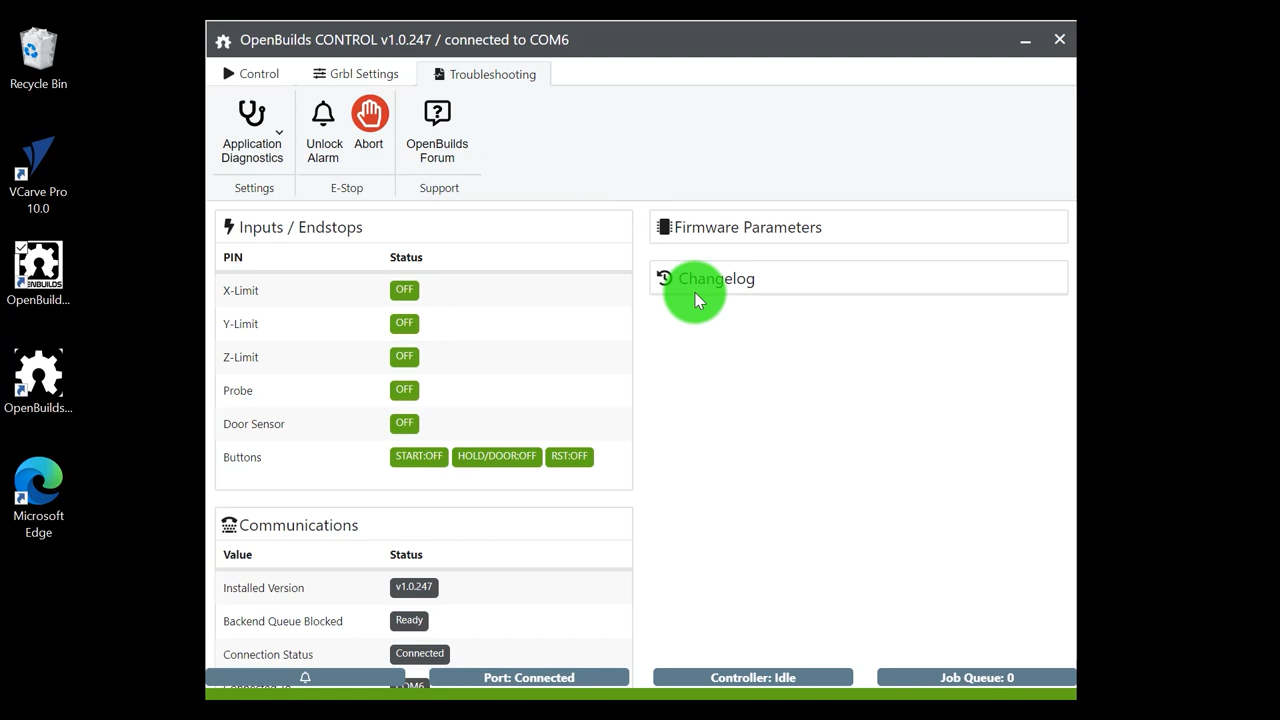 Recycle Bin
VCarve Pro
10.0
OPENBUILDS
OpenBuild...
OpenBuilds...
Microsoft
Edge
OpenBuilds CONTROL v1.0.247 / connected to COM6
Control
Grbl Settings
Troubleshooting
Application
Diagnostics
Unlock
Alarm
Abort
OpenBuilds
Forum
Settings
E-Stop
Support
Inputs / Endstops
PIN Status
X-Limit OFF
Y-Limit OFF
Z-Limit OFF
Probe OFF
Door Sensor OFF
Buttons START:OFF HOLD/DOOR:OFF RST:OFF
Communications
Value Status
Installed Version v1.0.247
Backend Queue Blocked Ready
Connection Status Connected
COM6
Firmware Parameters
Changelog
Port: Connected
Controller: Idle
Job Queue: 0